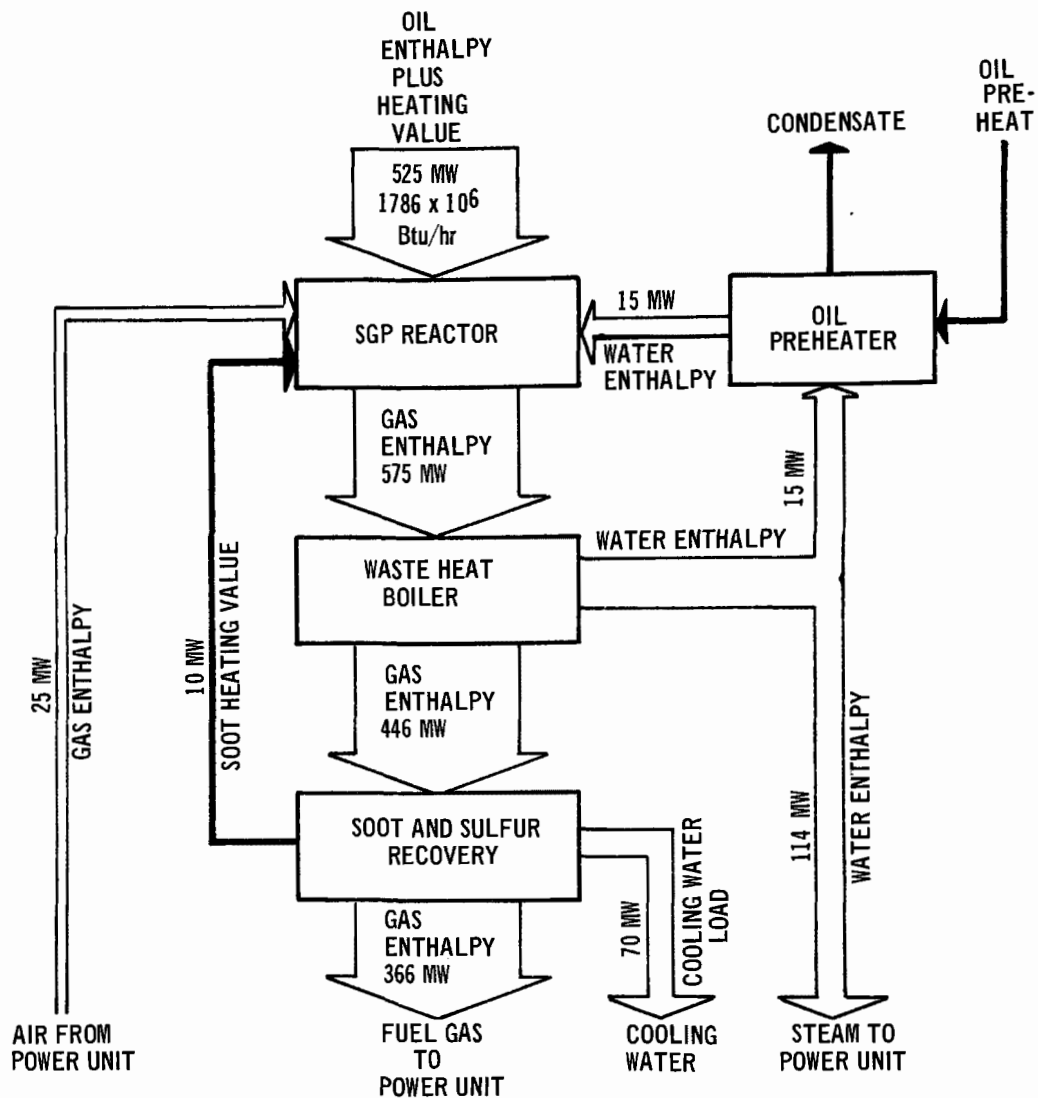 OIL
ENTHALPY
PLUS
HEATING
VALUE
525 MW
1786 x 10⁶
Btu/hr
CONDENSATE
OIL
PRE-
HEAT
SGP REACTOR
15 MW
WATER
ENTHALPY
OIL
PREHEATER
GAS
ENTHALPY
575 MW
15 MW
WASTE HEAT
BOILER
WATER ENTHALPY
25 MW
GAS ENTHALPY
10 MW
SOOT HEATING VALUE
GAS
ENTHALPY
446 MW
SOOT AND SULFUR
RECOVERY
114 MW
WATER ENTHALPY
GAS
ENTHALPY
366 MW
70 MW
COOLING WATER
LOAD
AIR FROM
POWER UNIT
FUEL GAS
TO
POWER UNIT
COOLING
WATER
STEAM TO
POWER UNIT